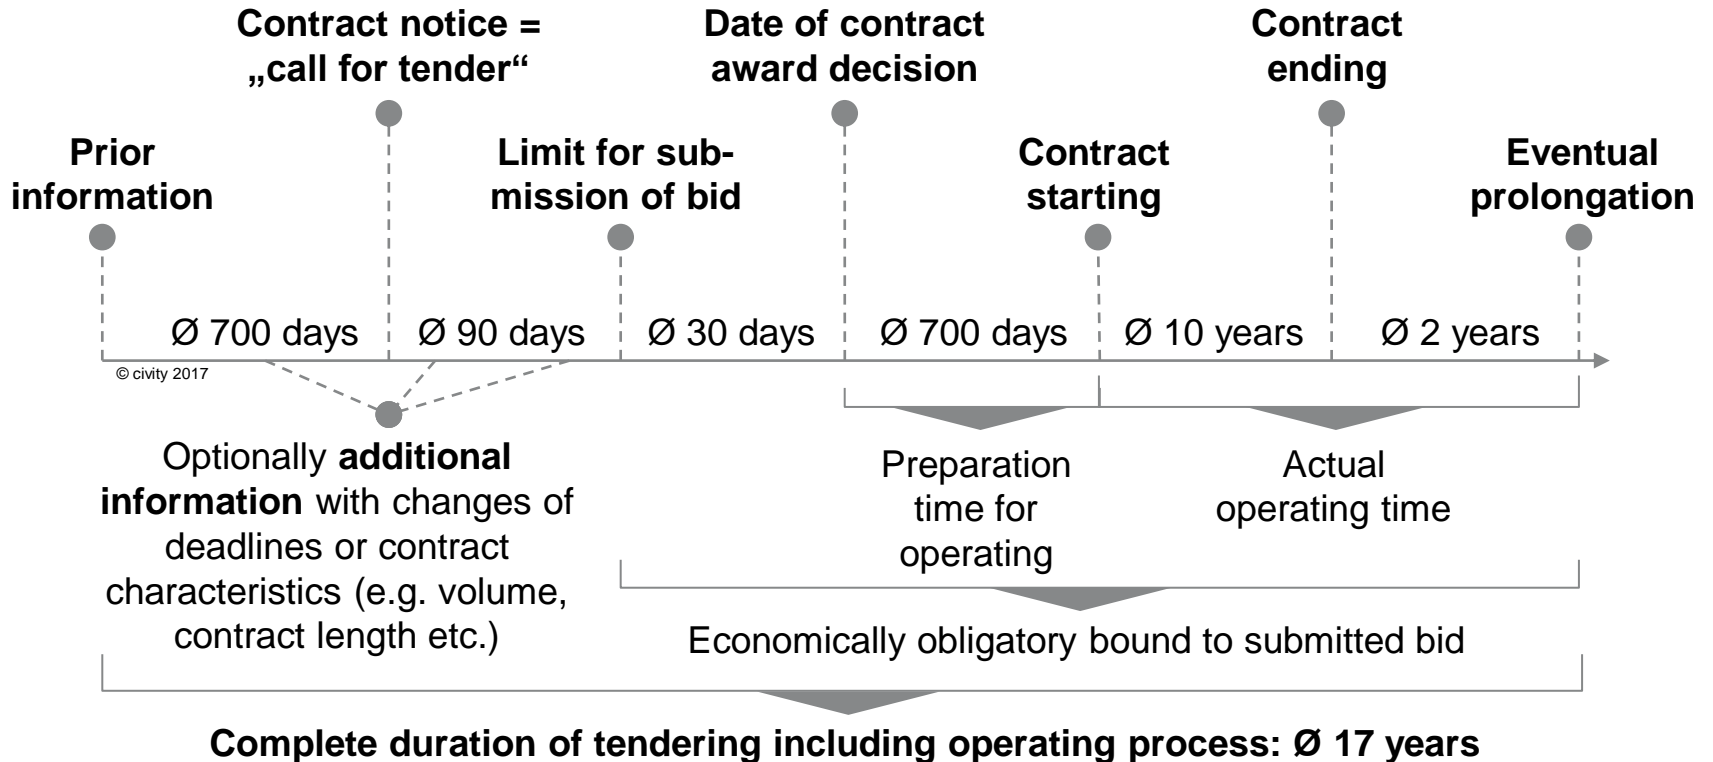 Contract notice =
„call for tender“
Date of contract
award decision
Contract
ending
Prior
information
Limit for sub-
mission of bid
Contract
starting
Eventual
prolongation
Ø 700 days
Ø 90 days
Ø 30 days
Ø 700 days
Ø 10 years
Ø 2 years
© civity 2017
Optionally additional
information with changes of
deadlines or contract
characteristics (e.g. volume,
contract length etc.)
Preparation
time for
operating
Actual
operating time
Economically obligatory bound to submitted bid
Complete duration of tendering including operating process: Ø 17 years